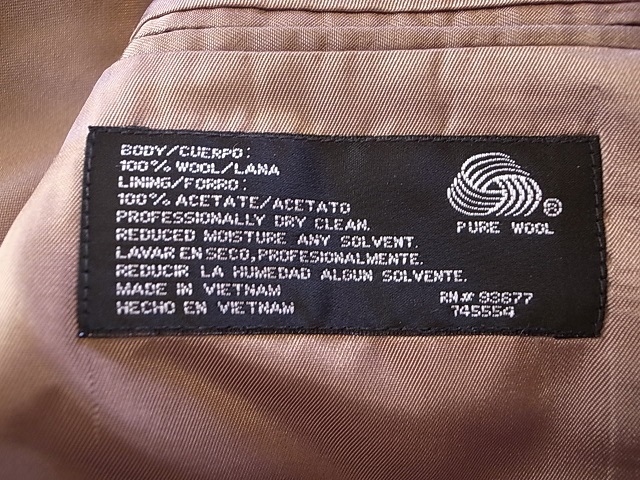 BODY/CUERPO:
100% WOOL/LANA
LINING/FORRO:
100% ACETATE/ACETATO
PROFESSIONALLY DRY CLEAN.
REDUCED MOISTURE ANY SOLVENT.
LAVAR EN SECO, PROFESIONALMENTE.
REDUCIR LA HUMEDAD ALGUN SOLVENTE.
MADE IN VIETNAM
HECHO EN VIETNAM
®
PURE WOOL
RN# 93677
745554